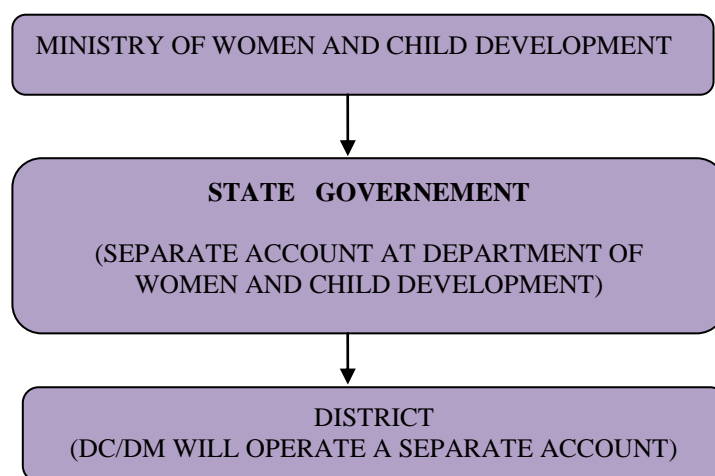 MINISTRY OF WOMEN AND CHILD DEVELOPMENT
STATE GOVERNEMENT
(SEPARATE ACCOUNT AT DEPARTMENT OF
WOMEN AND CHILD DEVELOPMENT)
DISTRICT
(DC/DM WILL OPERATE A SEPARATE ACCOUNT)